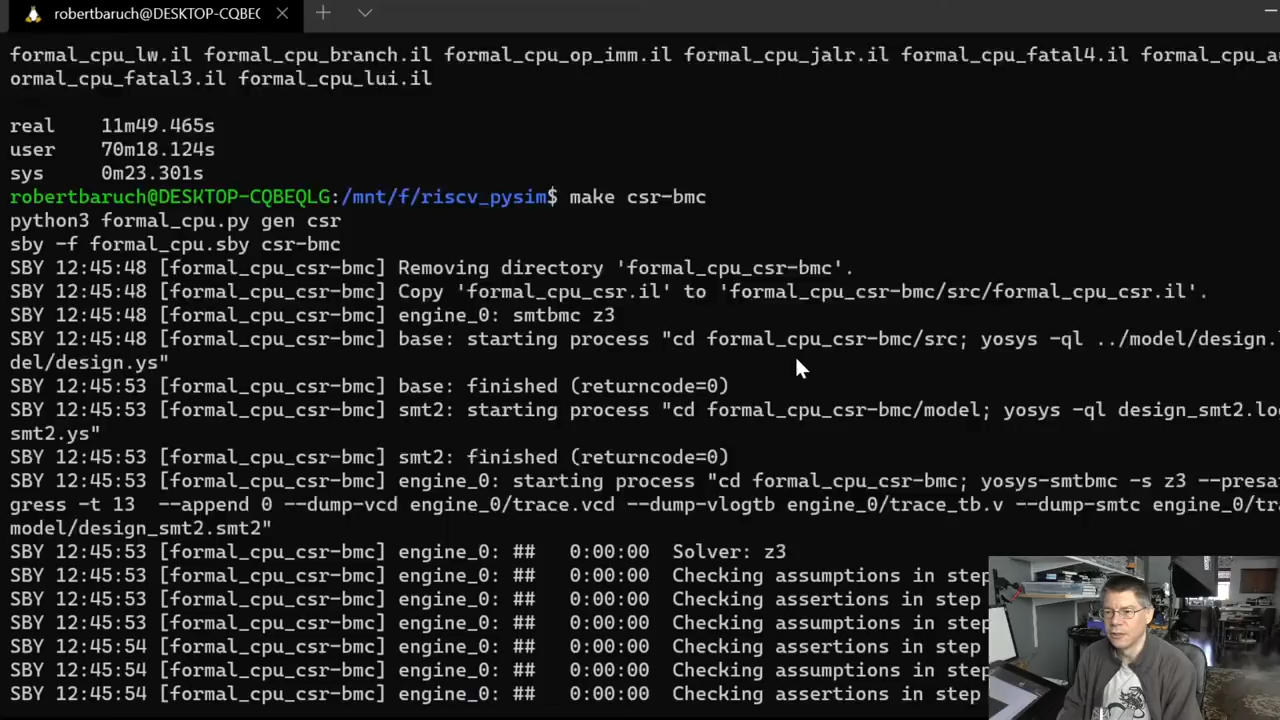 robertbaruch@DESKTOP-CQBEC
formal_cpu_lw.il formal_cpu_branch.il formal_cpu_op_imm.il formal_cpu_jalr.il formal_cpu_fatal4.il
ormal_cpu_fatal3.il formal_cpu_lui.il
real 11m49.465s
user 70m18.124s
sys 0m23.301s
robertbaruch@DESKTOP-CQBEQLG:/mnt/f/riscv_pysim$ make csr-bmc
python3 formal_cpu.py gen csr
sby -f formal_cpu.sby csr-bmc
SBY 12:45:48 [formal_cpu_csr-bmc] Removing directory 'formal_cpu_csr-bmc'.
SBY 12:45:48 [formal_cpu_csr-bmc] Copy 'formal_cpu_csr.il' to 'formal_cpu_csr-bmc/src/formal_cpu_csr.il'.
SBY 12:45:48 [formal_cpu_csr-bmc] engine_0: smtbmc z3
SBY 12:45:48 [formal_cpu_csr-bmc] base: starting process "cd formal_cpu_csr-bmc/src; yosys -ql ../model/design.
del/design.ys"
SBY 12:45:53 [formal_cpu_csr-bmc] base: finished (returncode=0)
SBY 12:45:53 [formal_cpu_csr-bmc] smt2: starting process "cd formal_cpu_csr-bmc/model; yosys -ql design_smt2.lo
smt2.ys"
SBY 12:45:53 [formal_cpu_csr-bmc] smt2: finished (returncode=0)
SBY 12:45:53 [formal_cpu_csr-bmc] engine_0: starting process "cd formal_cpu_csr-bmc; yosys-smtbmc -s z3 --presa
gress -t 13 --append 0 --dump-vcd engine_0/trace.vcd --dump-vlogtb engine_0/trace_tb.v --dump-smtc engine_0/tr
model/design_smt2.smt2"
SBY 12:45:53 [formal_cpu_csr-bmc] engine_0: ## 0:00:00 Solver: z3
SBY 12:45:53 [formal_cpu_csr-bmc] engine_0: ## 0:00:00 Checking assumptions in step
SBY 12:45:53 [formal_cpu_csr-bmc] engine_0: ## 0:00:00 Checking assertions in step
SBY 12:45:53 [formal_cpu_csr-bmc] engine_0: ## 0:00:00 Checking assumptions in step
SBY 12:45:54 [formal_cpu_csr-bmc] engine_0: ## 0:00:00 Checking assertions in step
SBY 12:45:54 [formal_cpu_csr-bmc] engine_0: ## 0:00:00 Checking assumptions in step
SBY 12:45:54 [formal_cpu_csr-bmc] engine_0: ## 0:00:00 Checking assertions in step